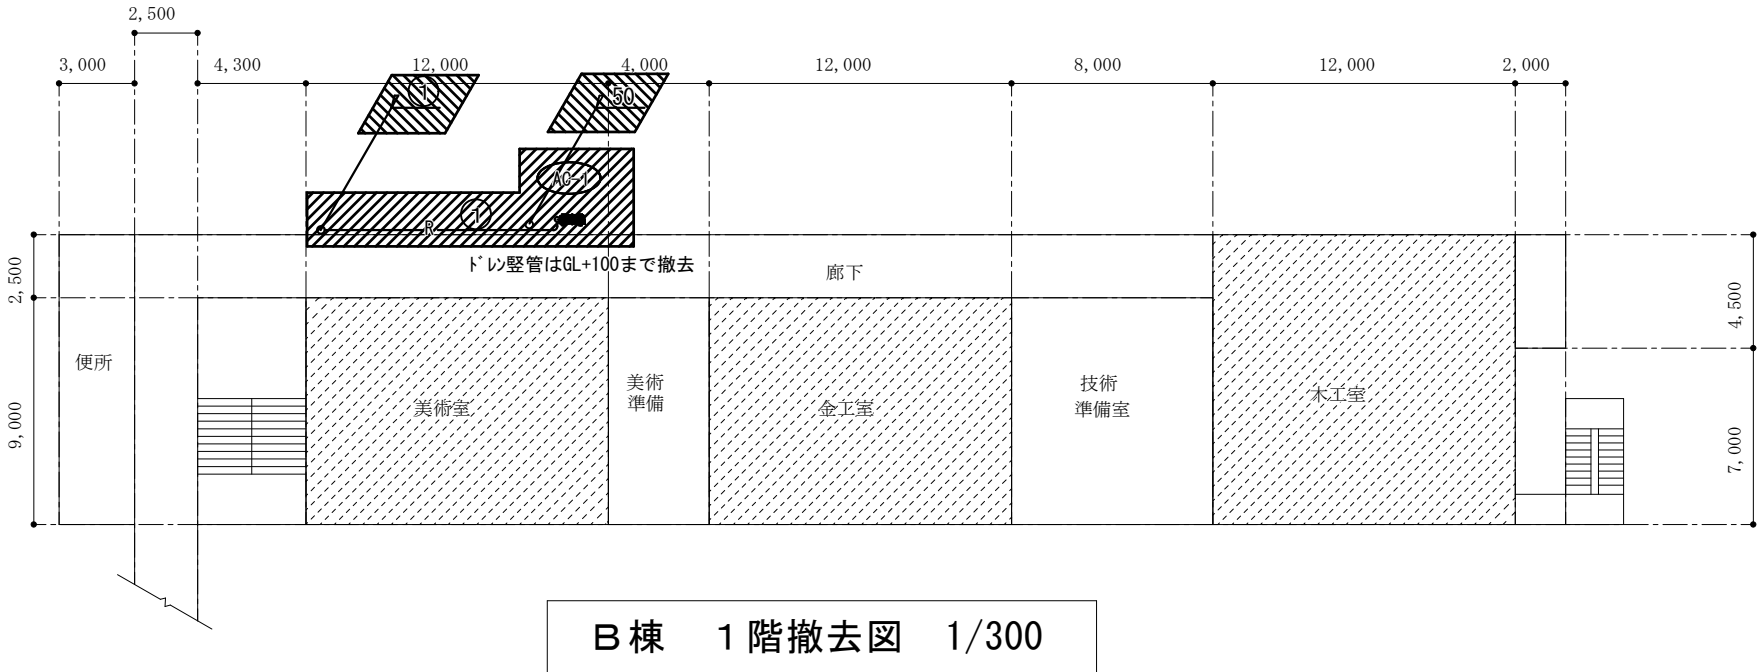 2,500
3,000
4,300
12,000
4,000
12,000
8,000
12,000
2,000
1
50
AC-1
1
R
ﾄﾞﾚﾝ竪管はGL+100まで撤去
廊下
2,500
9,000
4,500
7,000
便所
美術室
美術
準備
金工室
技術
準備室
木工室
B棟 1階撤去図 1/300